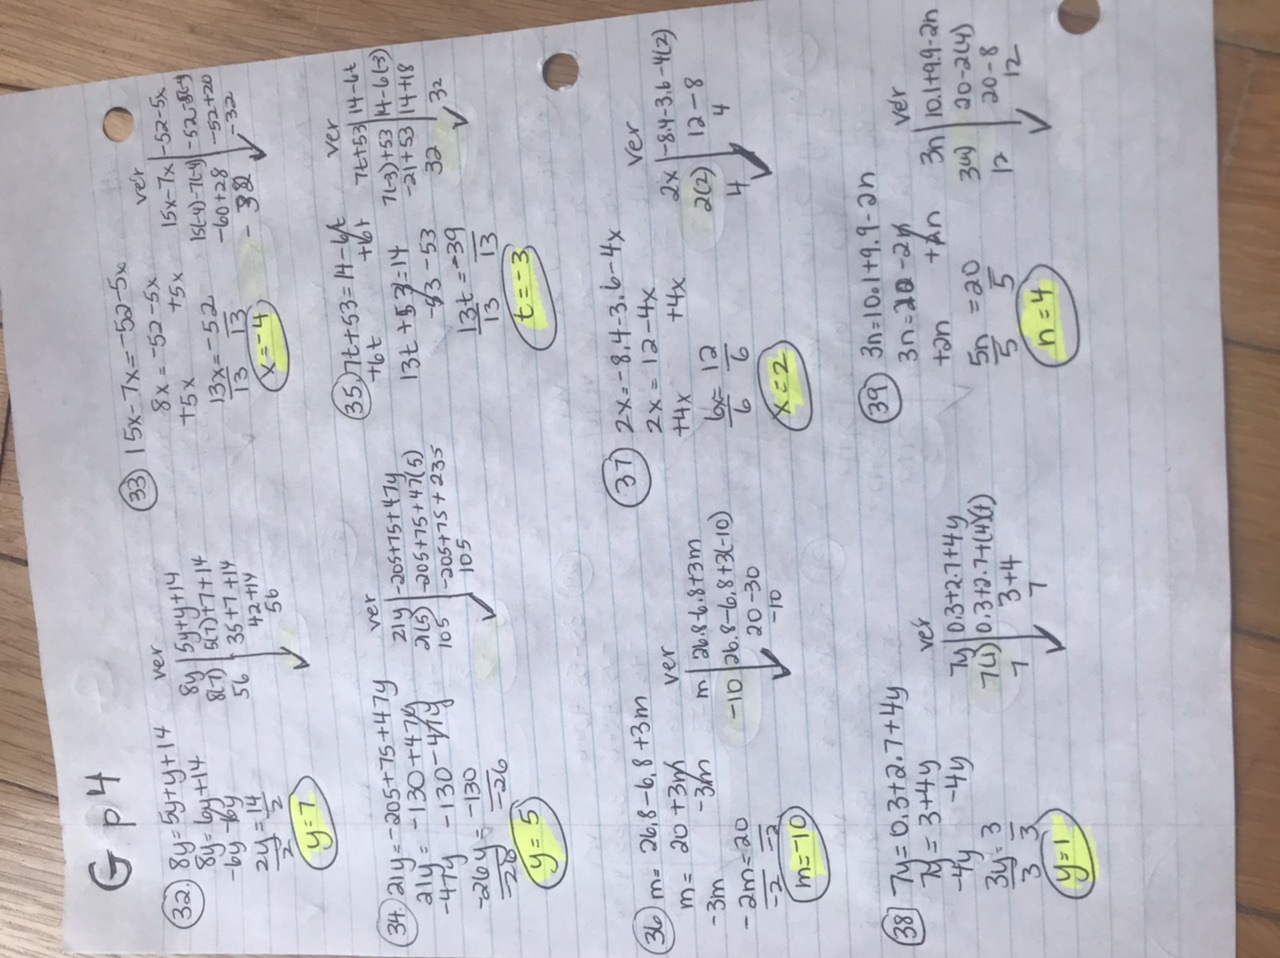 G p4
32. 8y = 5y+y+14
8y = 6y+14
-6y -6y
2y = 14
2 2
y=7
ver
8y | 5y+y+14
8(7) | 5(7)+7+14
56 | 35+7+14
42+14
56
33 15x-7x=-52-5x
8x = -52-5x
+5x +5x
13x = -52
13 13
x=-4
ver
15x-7x | -52-5x
15(-4)-7(-4) | -52-5(-4)
-60+28 | -52+20
-32 | -32
34. 21y = -205+75+47y
21y = -130+47y
-47y -130-47y
-26y = -130
-26 -26
y=5
ver
21y | -205+75+47y
21(5) | -205+75+47(5)
105 | -205+75+235
105
35. 7t+53=14-6t
+6t +6t
13t+53=14
-53 -53
13t=-39
13 13
t=-3
ver
7t+53 | 14-6t
7(-3)+53 | 14-6(-3)
-21+53 | 14+18
32 | 32
36 m = 26.8-6.8+3m
m = 20+3m
-3m -3m
-2m=20
-2 -2
m=-10
ver
m | 26.8-6.8+3m
-10 | 26.8-6.8+3(-10)
20-30
-10
37 2x=-8.4-3.6-4x
2x = 12-4x
+4x +4x
6x = 12
6 6
x=2
ver
2x | -8.4-3.6-4(2)
2(2) | 12-8
4 | 4
38 7y=0.3+2.7+4y
7y = 3+4y
-4y -4y
3y=3
3 3
y=1
ver
7y | 0.3+2.7+4y
7(1) | 0.3+2.7+(4)(1)
7 | 3+4
7
39 3n=10.1+9.9-2n
3n=20-2n
+2n +2n
5n=20
5 5
n=4
ver
3n | 10.1+9.9-2n
3(4) | 20-2(4)
12 | 20-8
12